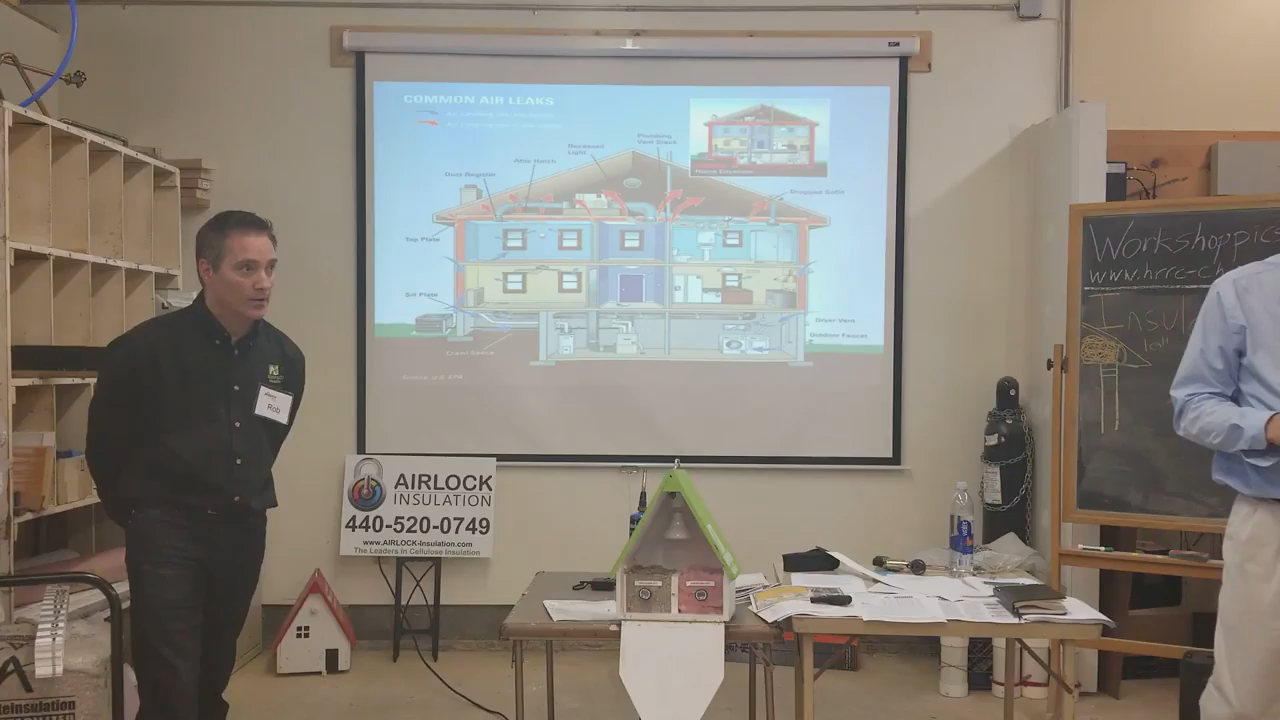 COMMON AIR LEAKS
Recessed
Light
Plumbing
Vent Stack
Attic Hatch
Duct Register
Dropped Soffit
Top Plate
Sill Plate
Crawl Space
Dryer Vent
Outdoor Faucet
Rob
AIRLOCK
INSULATION
440-520-0749
www.AIRLOCK-Insulation.com
The Leaders in Cellulose Insulation
Workshoppics
www.hrrc-ch
Insul
teinsulation